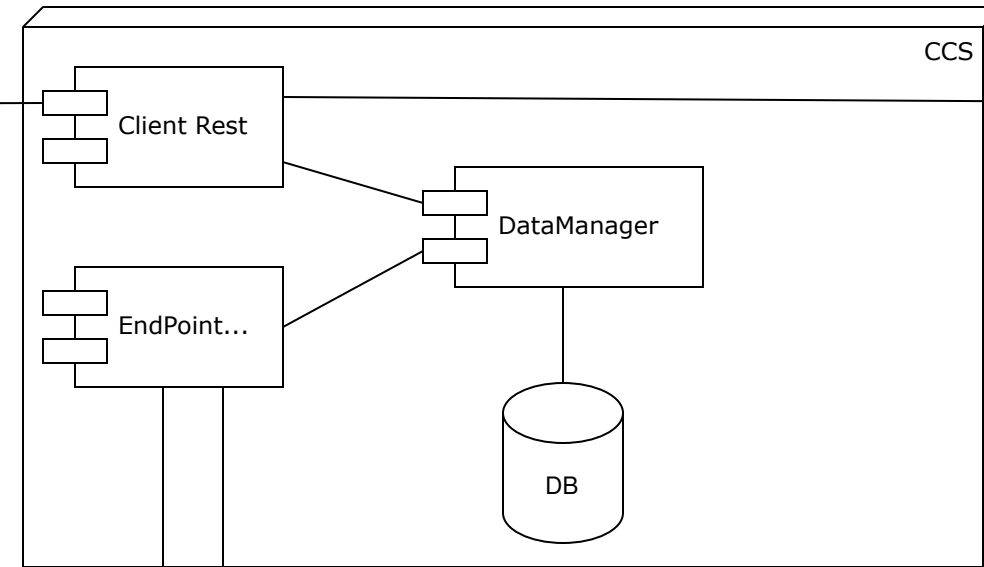 CCS
Client Rest
DataManager
EndPoint...
DB